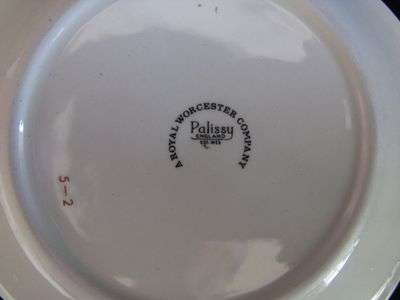 A ROYAL WORCESTER COMPANY
Palissy
ENGLAND
5-2